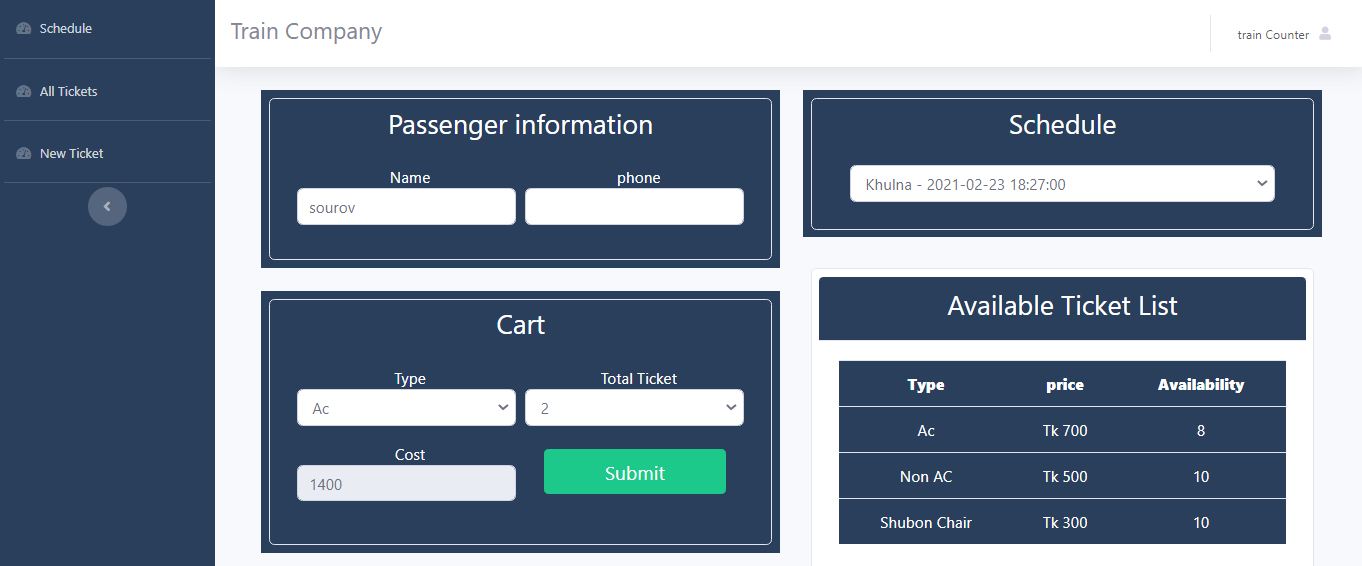 Schedule
All Tickets
New Ticket
Train Company
train Counter
Passenger information
Name phone
sourov
Cart
Type Total Ticket
Ac 2
Cost
1400
Submit
Schedule
Khulna - 2021-02-23 18:27:00
Available Ticket List
Type price Availability
Ac Tk 700 8
Non AC Tk 500 10
Shubon Chair Tk 300 10